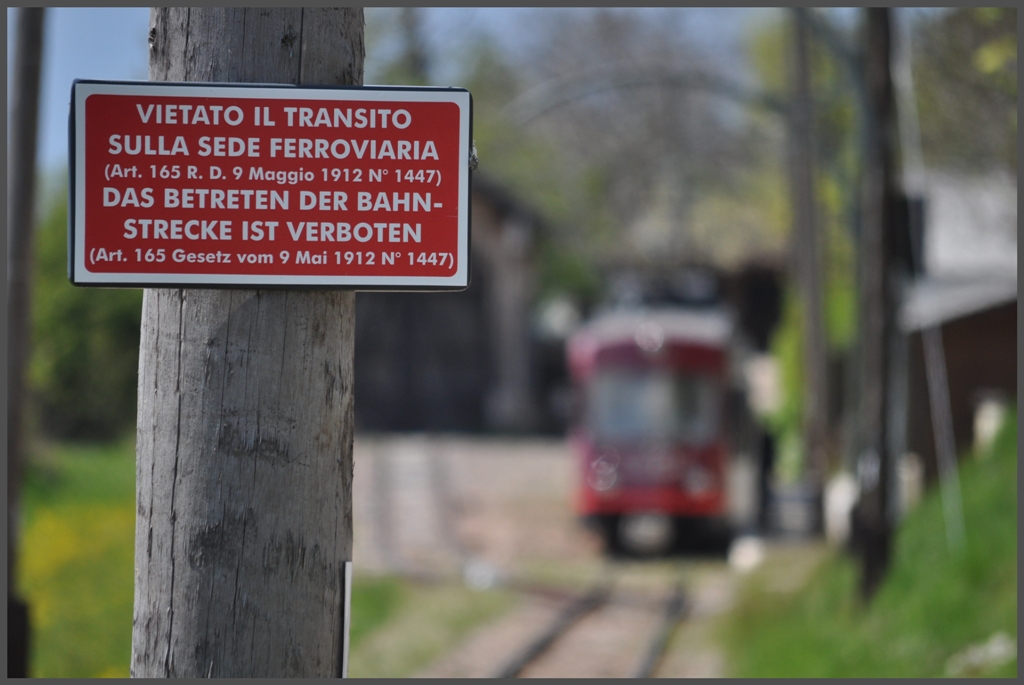 VIETATO IL TRANSITO
SULLA SEDE FERROVIARIA
(Art. 165 R. D. 9 Maggio 1912 N° 1447)
DAS BETRETEN DER BAHN-
STRECKE IST VERBOTEN
(Art. 165 Gesetz vom 9 Mai 1912 N° 1447)